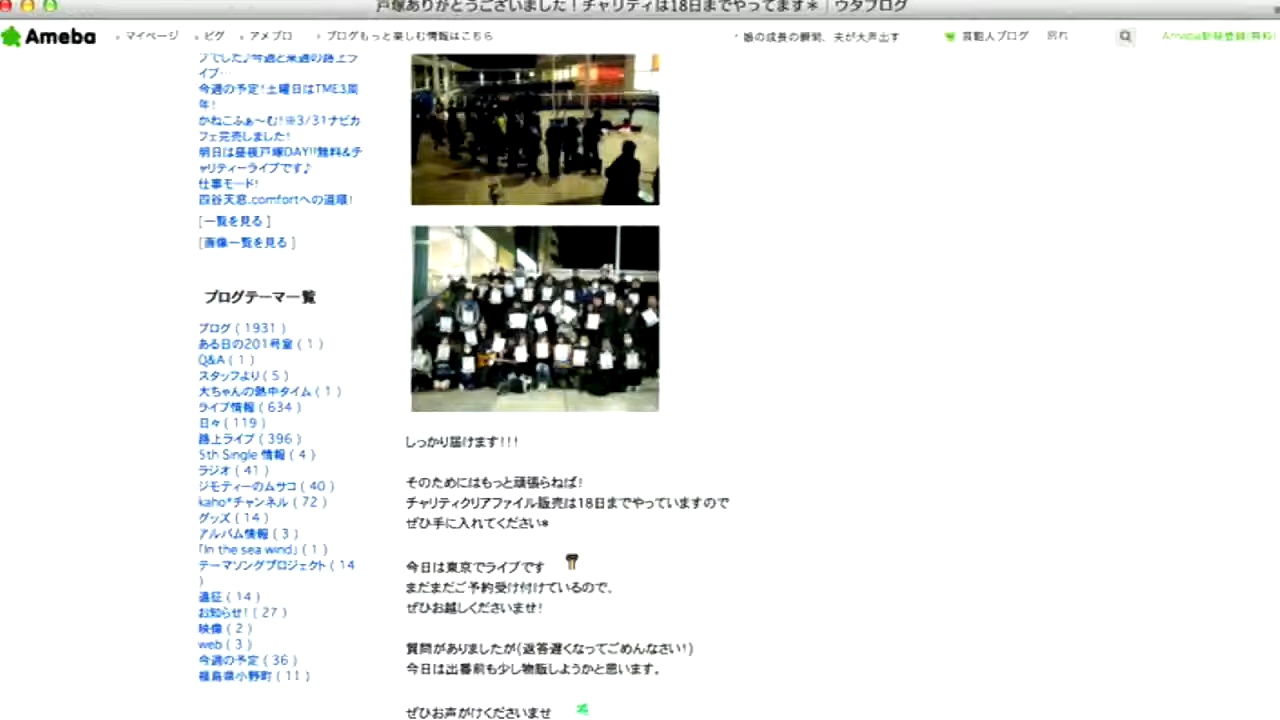 戸塚ありがとうございました!チャリティは18日までやってます＊｜ウタブログ
Ameba
マイページ
ピグ
アメブロ
ブログもっと楽しむ情報はこちら
娘の成長の瞬間、夫が大声出す
芸能人ブログ
Ameba新規登録(無料)
プでした♪今週と来週の路上ラ
イブ…
今週の予定!土曜日はTME3周
年!
かねこふぁ〜む!※3/31ナビカ
フェ完売しました!
明日は昼夜戸塚DAY!!無料&チ
ャリティーライブです♪
仕事モード!
四谷天窓.comfortへの道順!
[一覧を見る]
[画像一覧を見る]
ブログテーマ一覧
ブログ ( 1931 )
ある日の201号室 ( 1 )
Q&A ( 1 )
スタッフより ( 5 )
大ちゃんの熱中タイム ( 1 )
ライブ情報 ( 634 )
日々 ( 119 )
路上ライブ ( 396 )
5th Single 情報 ( 4 )
ラジオ ( 41 )
ジモティーのムサコ ( 40 )
kaho*チャンネル ( 72 )
グッズ ( 14 )
アルバム情報 ( 3 )
「In the sea wind」 ( 1 )
テーマソングプロジェクト ( 14
)
遠征 ( 14 )
お知らせ! ( 27 )
映像 ( 2 )
web ( 3 )
今週の予定 ( 36 )
福島県小野町 ( 11 )
しっかり届けます!!!
そのためにはもっと頑張らねば!
チャリティクリアファイル販売は18日までやっていますので
ぜひ手に入れてください*
今日は東京でライブです
まだまだご予約受け付けているので、
ぜひお越しくださいませ!
質問がありましたが(返答遅くなってごめんなさい!)
今日は出番前も少し物販しようかと思います。
ぜひお声がけくださいませ